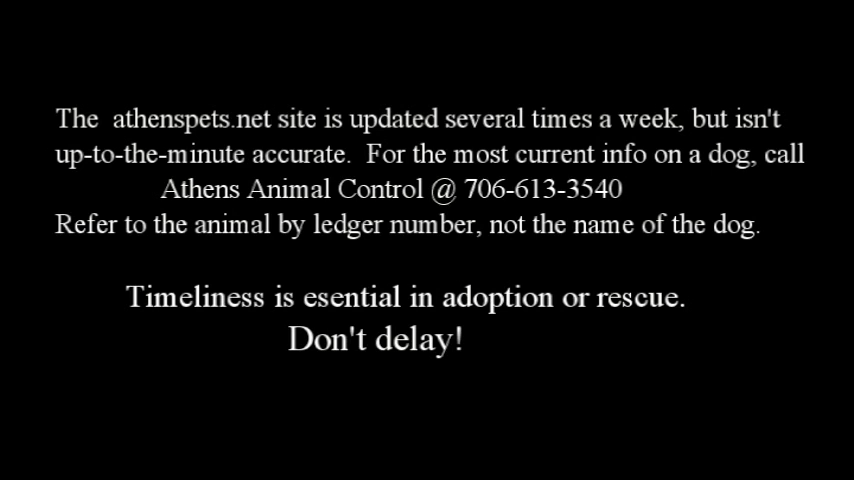 The  athenspets.net site is updated several times a week, but isn't
up-to-the-minute accurate.  For the most current info on a dog, call
Athens Animal Control @ 706-613-3540
Refer to the animal by ledger number, not the name of the dog.
Timeliness is esential in adoption or rescue.
Don't delay!